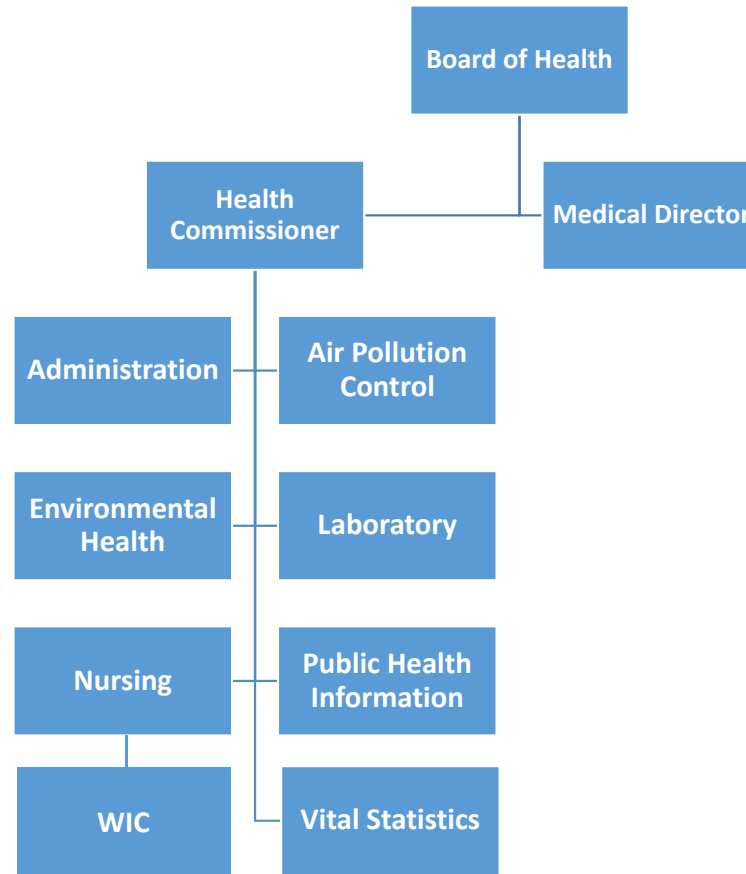 Board of Health
Health
Commissioner
Medical Director
Administration
Air Pollution
Control
Environmental
Health
Laboratory
Nursing
Public Health
Information
WIC
Vital Statistics